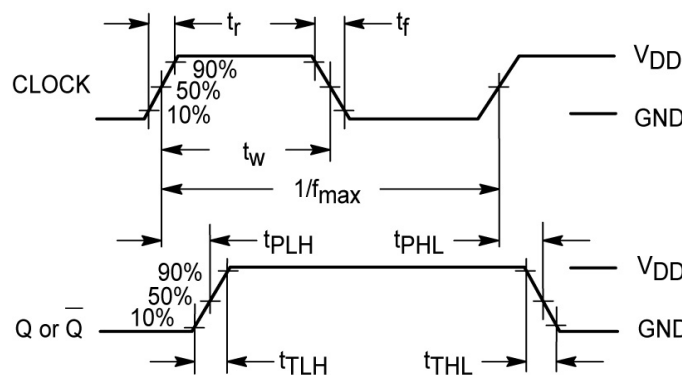 tr
tf
90%
VDD
CLOCK
50%
10%
GND
tw
1/fmax
tPLH
tPHL
90%
VDD
50%
Q or Q̅
10%
GND
tTLH
tTHL